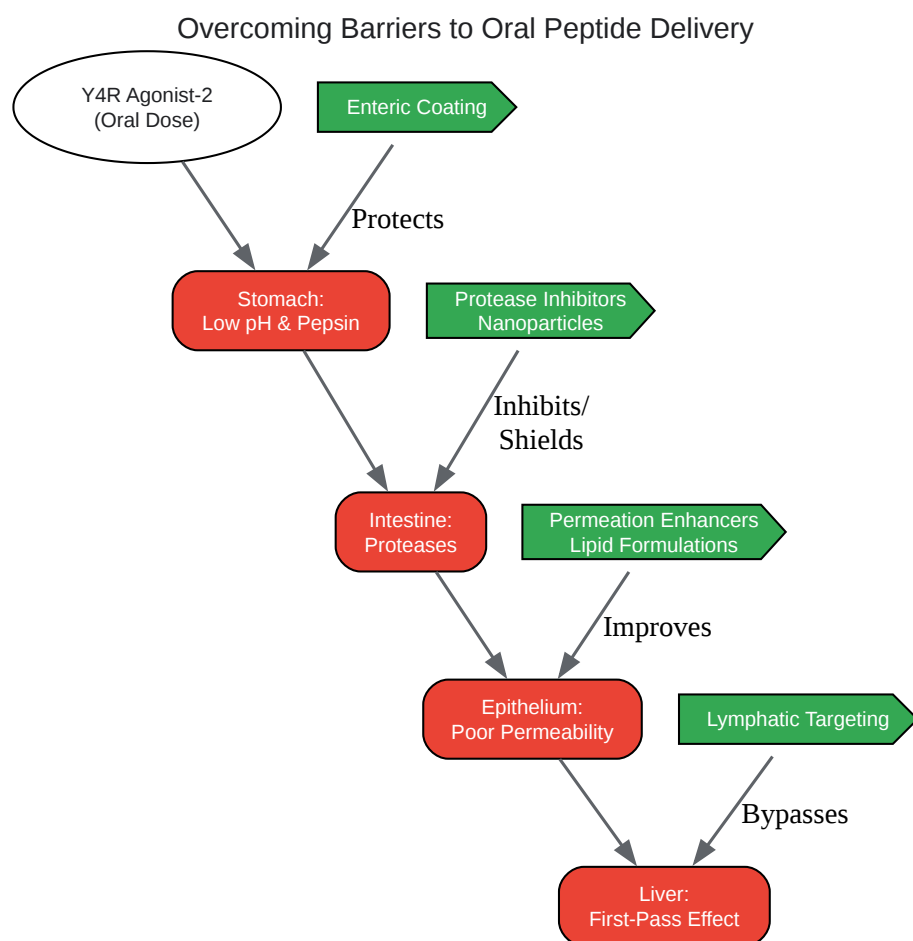 Overcoming Barriers to Oral Peptide Delivery
Y4R Agonist-2
(Oral Dose)
Enteric Coating
Protects
Stomach:
Low pH & Pepsin
Protease Inhibitors
Nanoparticles
Inhibits/
Shields
Intestine:
Proteases
Permeation Enhancers
Lipid Formulations
Improves
Epithelium:
Poor Permeability
Lymphatic Targeting
Bypasses
Liver:
First-Pass Effect